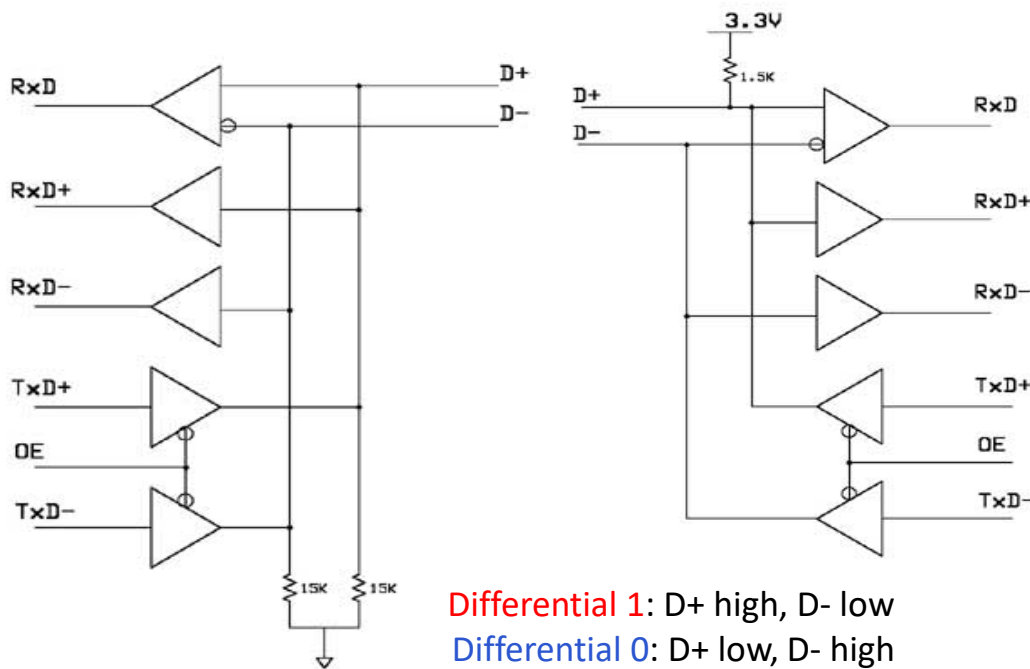 3.3V
1.5K
RxD
D+
D-
D+
D-
RxD
RxD+
RxD+
RxD-
RxD-
TxD+
TxD+
OE
OE
TxD-
TxD-
15K
15K
Differential 1: D+ high, D- low
Differential 0: D+ low, D- high